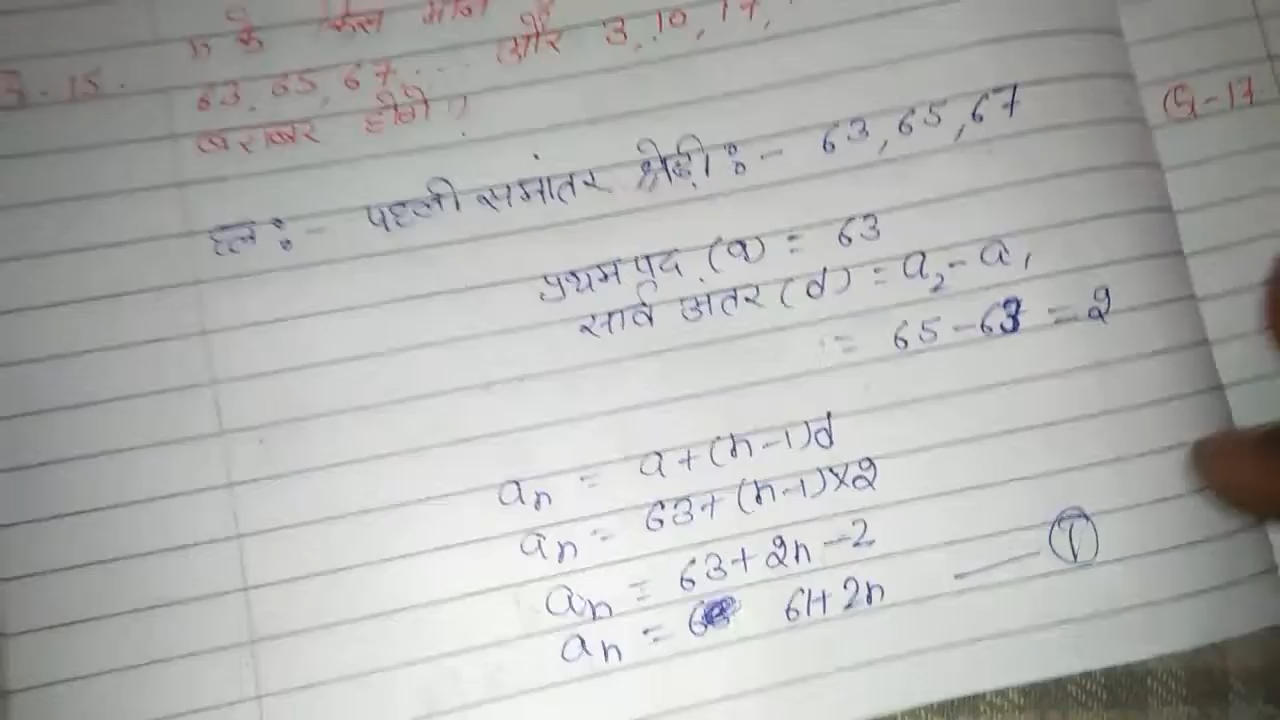 n के
प्र. 15. 63, 65, 67... और 3, 10, 17,
बराबर होंगे?
हलः- पहली समांतर श्रेढ़ी :- 63, 65, 67
प्रथम पद (a) = 63
सार्व अंतर (d) = a₂ - a₁
= 65 - 63 = 2
aₙ = a + (n-1)d
aₙ = 63 + (n-1)×2
aₙ = 63 + 2n - 2
aₙ = 61 + 2n — ①
Q-17